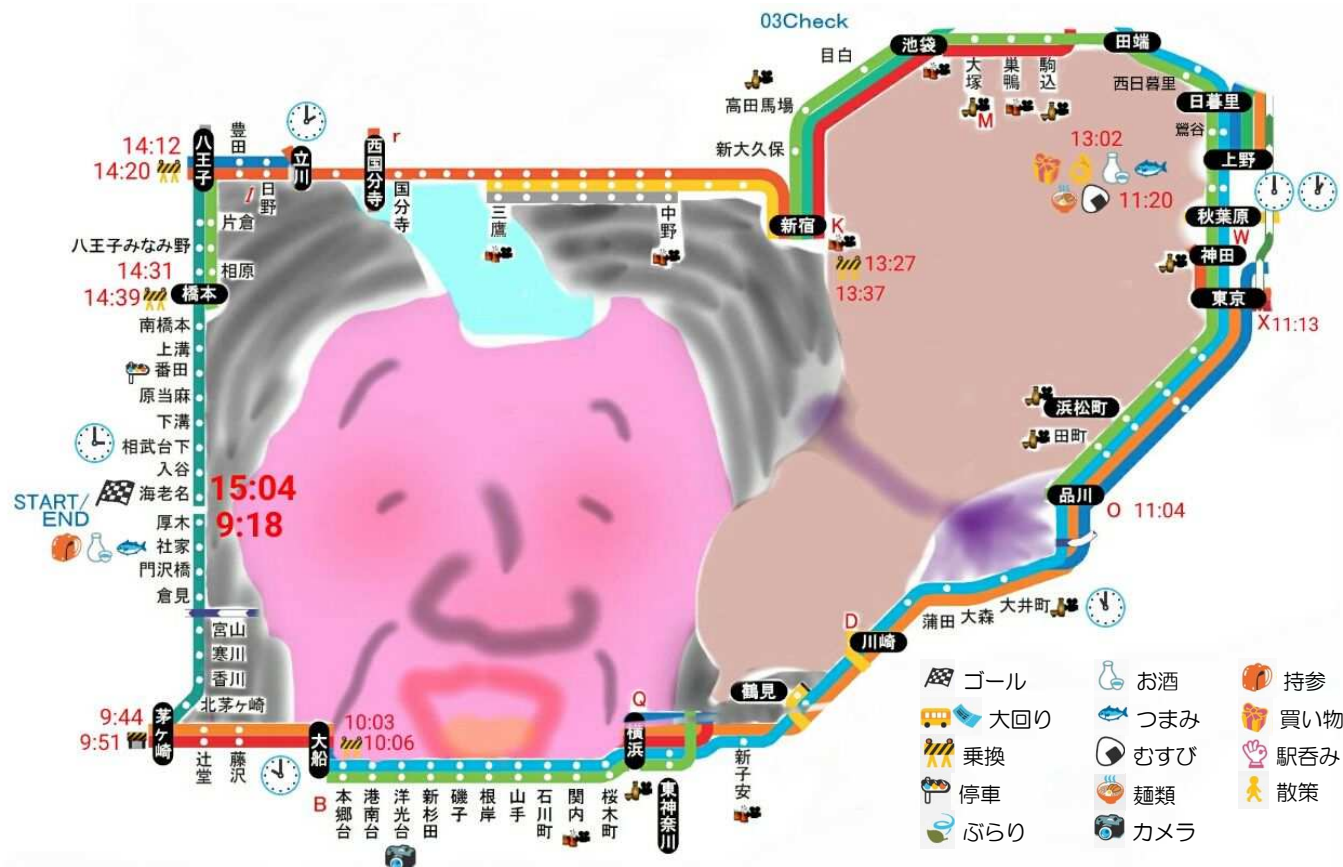 03Check
池袋
田端
目白
大塚
巣鴨
駒込
西日暮里
高田馬場
M
日暮里
鶯谷
新大久保
13:02
上野
11:20
秋葉原
W
神田
東京
X11:13
14:12
14:20
八王子
豊田
日野
立川
西国分寺
r
国分寺
三鷹
中野
新宿
K
13:27
13:37
片倉
八王子みなみ野
相原
14:31
14:39
橋本
南橋本
上溝
番田
原当麻
下溝
相武台下
入谷
START/
END
海老名
15:04
9:18
厚木
社家
門沢橋
倉見
宮山
寒川
香川
北茅ヶ崎
9:44
9:51
茅ヶ崎
辻堂
藤沢
大船
10:03
10:06
B
本郷台
港南台
洋光台
新杉田
磯子
根岸
山手
石川町
関内
桜木町
Q
横浜
東神奈川
新子安
鶴見
D
川崎
蒲田
大森
大井町
品川
O 11:04
田町
浜松町
ゴール
お酒
持参
大回り
つまみ
買い物
乗換
むすび
駅呑み
停車
麺類
散策
ぶらり
カメラ